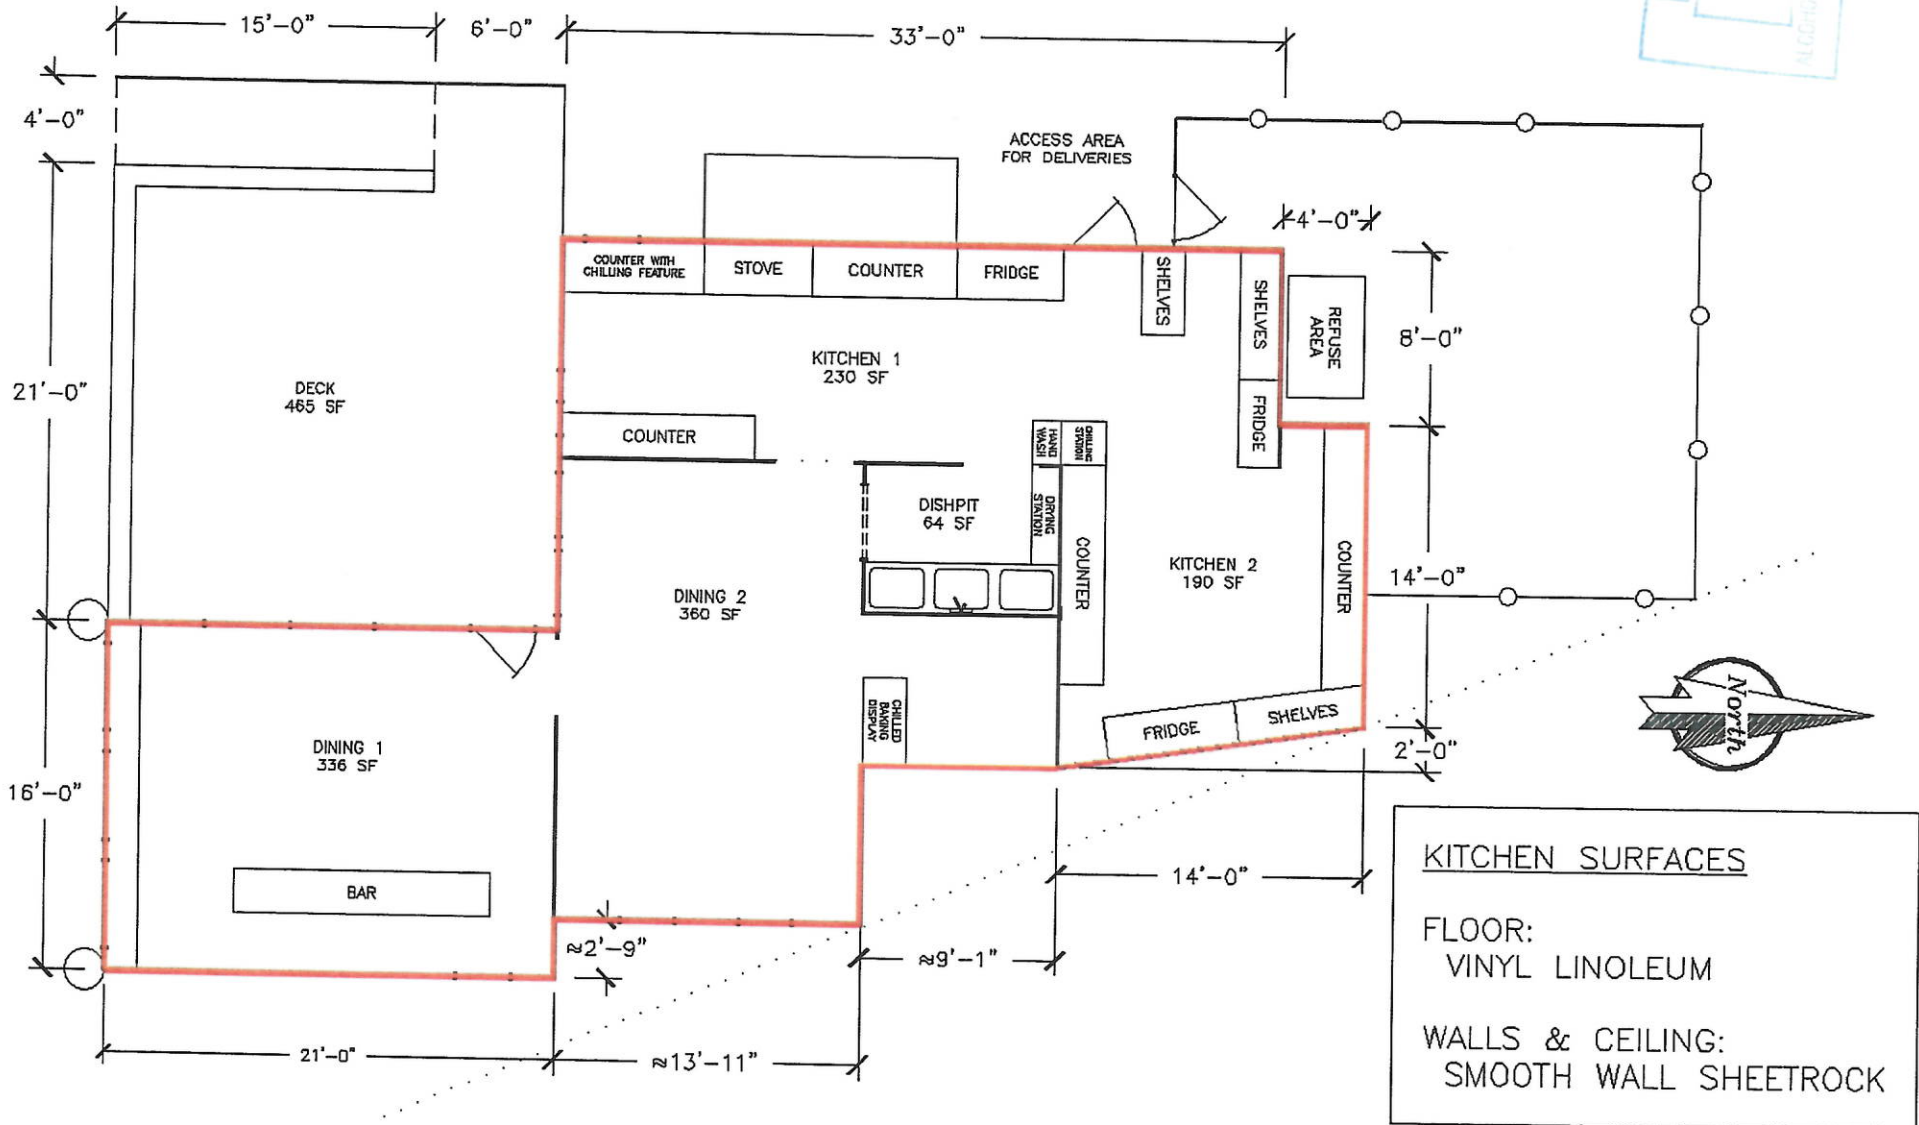 15'-0"
6'-0"
33'-0"
4'-0"
ACCESS AREA
FOR DELIVERIES
4'-0"
COUNTER WITH
CHILLING FEATURE
STOVE
COUNTER
FRIDGE
SHELVES
SHELVES
REFUSE
AREA
8'-0"
KITCHEN 1
230 SF
21'-0"
DECK
465 SF
COUNTER
HAND
WASH
CHILLING
STATION
FRIDGE
DISHPIT
64 SF
DRYING
STATION
COUNTER
KITCHEN 2
190 SF
COUNTER
14'-0"
DINING 2
360 SF
CHILLED
BAKING
DISPLAY
FRIDGE
SHELVES
2'-0"
North
DINING 1
336 SF
16'-0"
BAR
≈2'-9"
≈9'-1"
14'-0"
21'-0"
≈13'-11"
KITCHEN SURFACES
FLOOR:
VINYL LINOLEUM
WALLS & CEILING:
SMOOTH WALL SHEETROCK